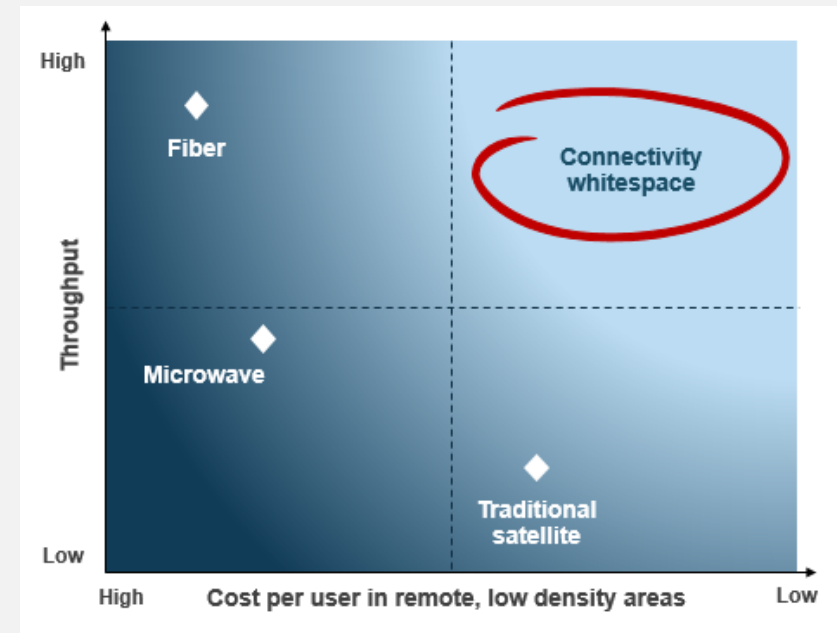 High
Fiber
Connectivity
whitespace
Throughput
Microwave
Traditional
satellite
Low
High
Cost per user in remote, low density areas
Low